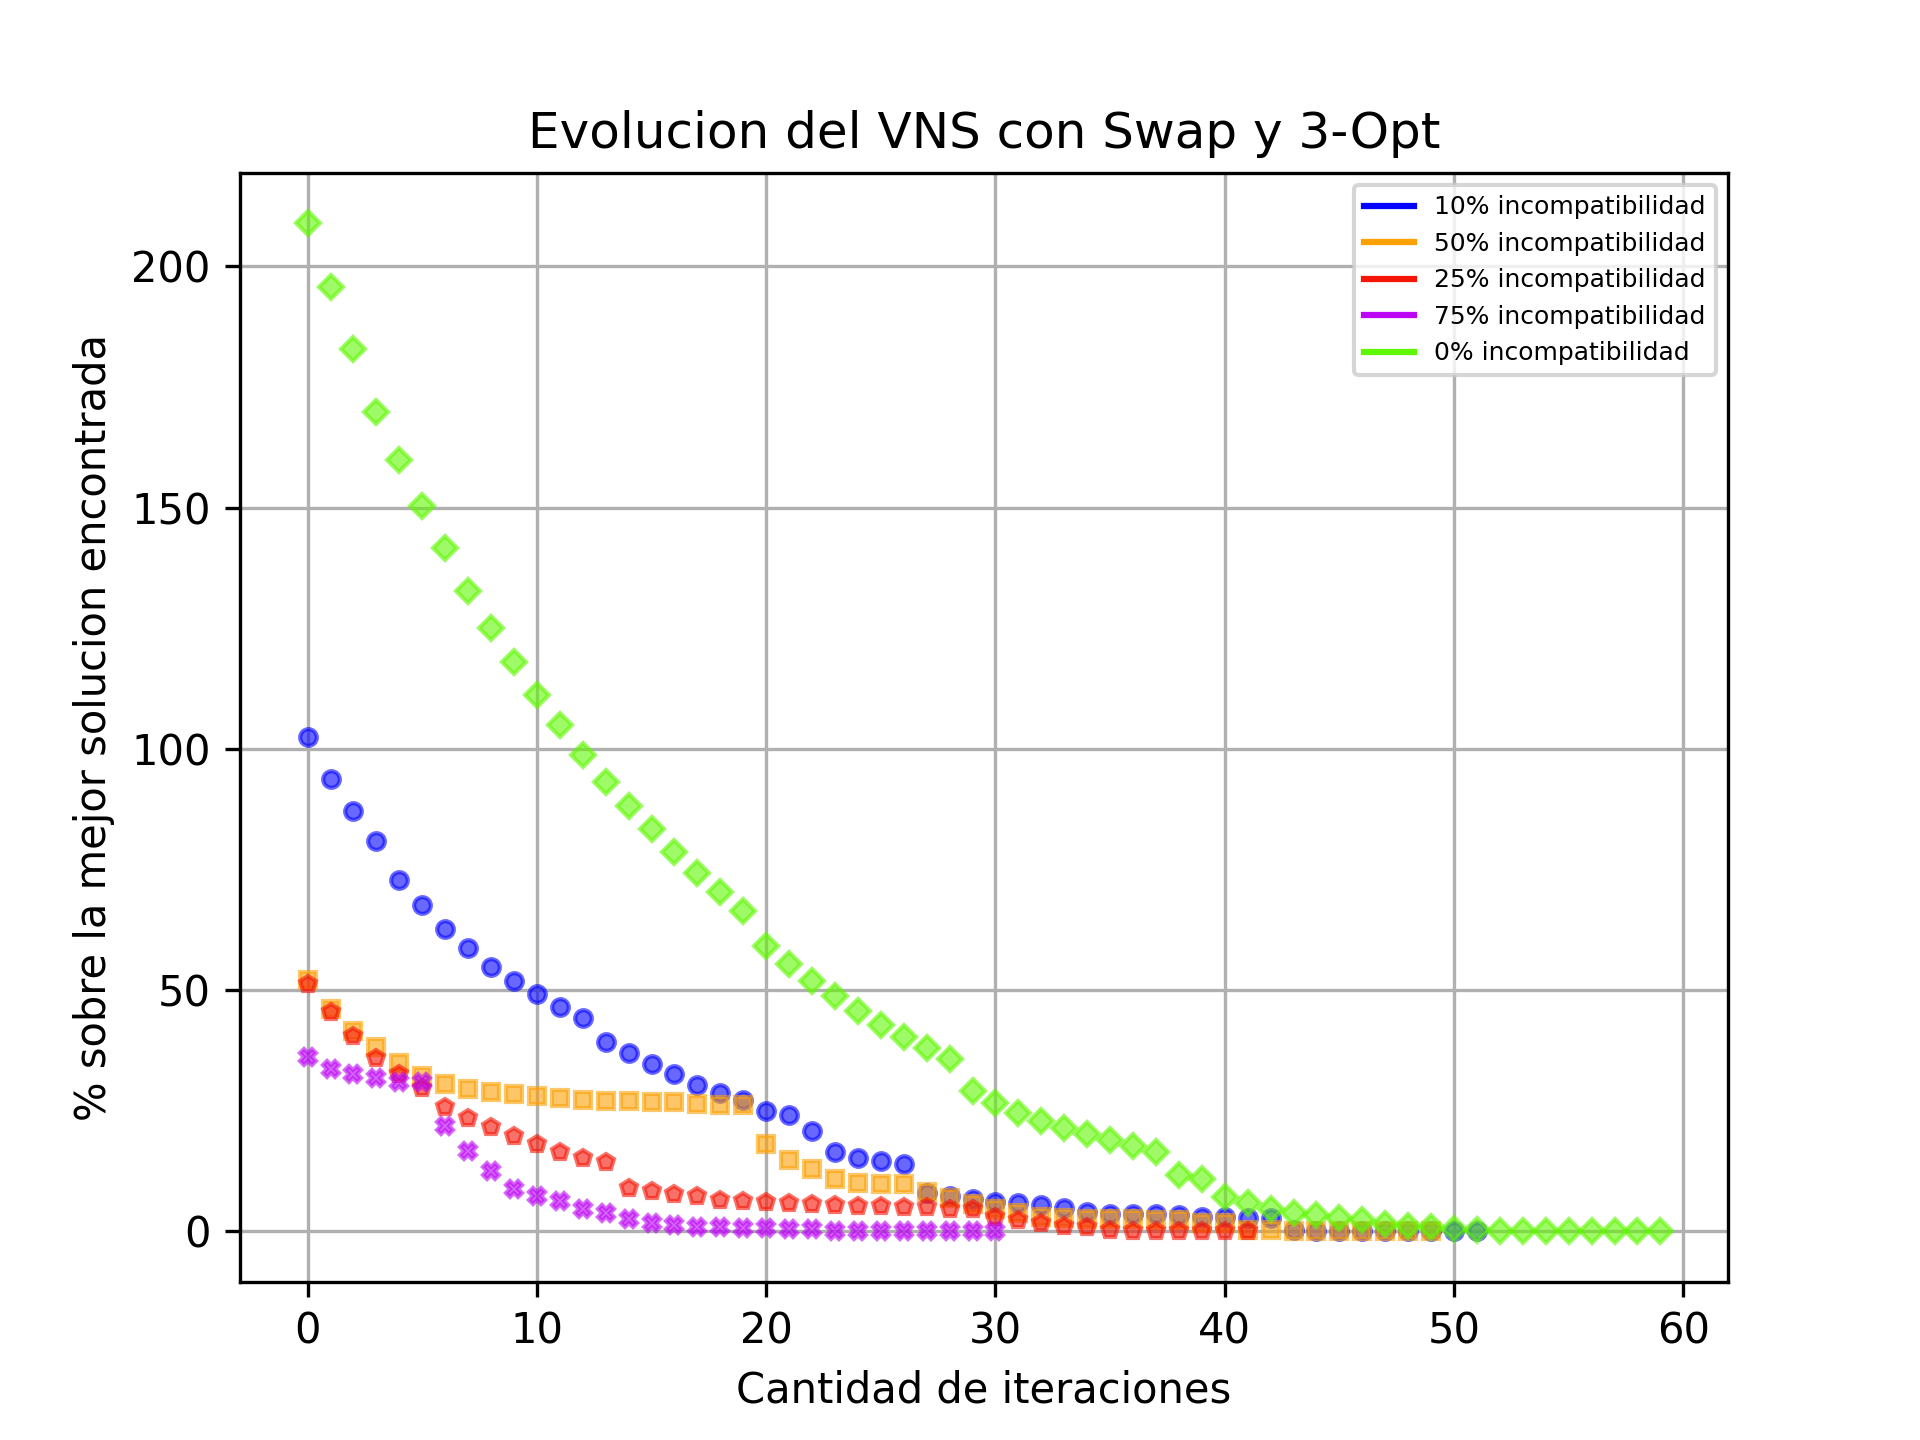 Evolucion del VNS con Swap y 3-Opt
10% incompatibilidad
50% incompatibilidad
25% incompatibilidad
75% incompatibilidad
0% incompatibilidad
% sobre la mejor solucion encontrada
200
150
100
50
0
0 10 20 30 40 50 60
Cantidad de iteraciones